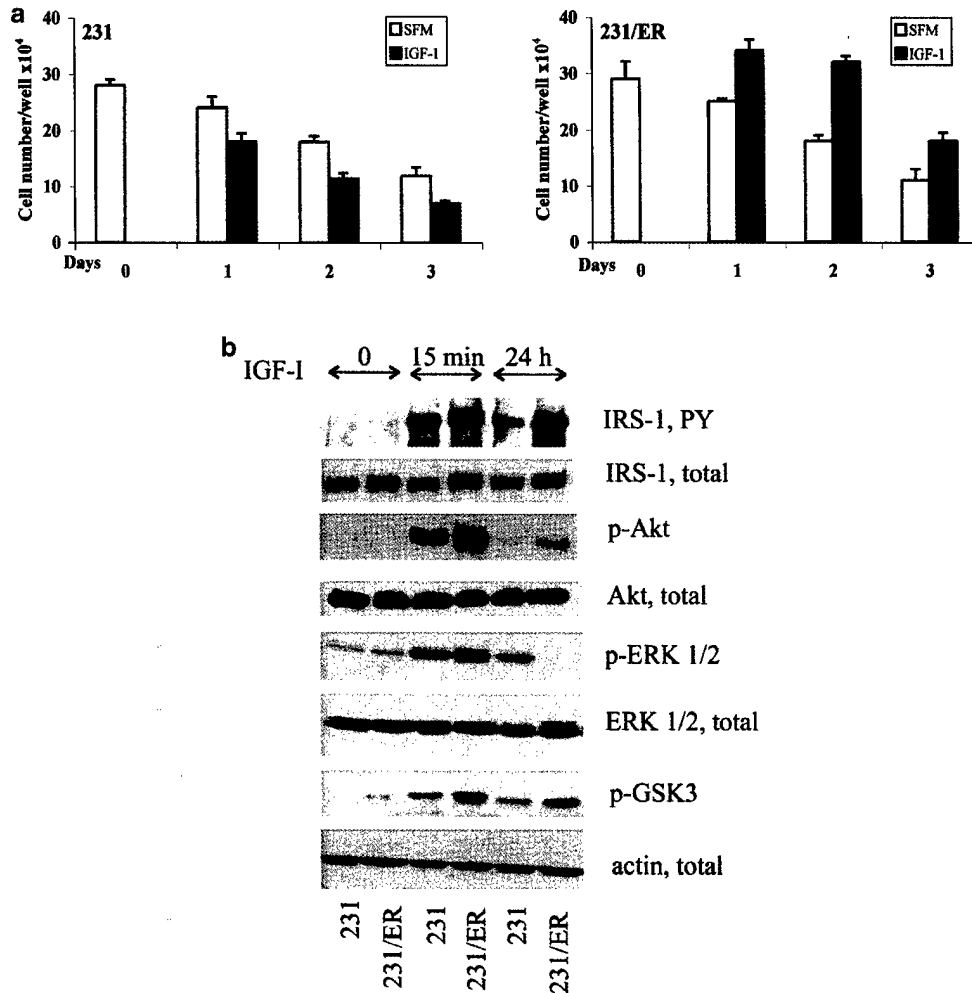 a
231
SFM
IGF-1
Cell number/well x10⁴
40
30
20
10
0
Days 0 1 2 3
231/ER
SFM
IGF-1
Cell number/well x10⁴
40
30
20
10
0
Days 0 1 2 3
b
IGF-I 0 15 min 24 h
IRS-1, PY
IRS-1, total
p-Akt
Akt, total
p-ERK 1/2
ERK 1/2, total
p-GSK3
actin, total
231 231/ER 231 231/ER 231 231/ER